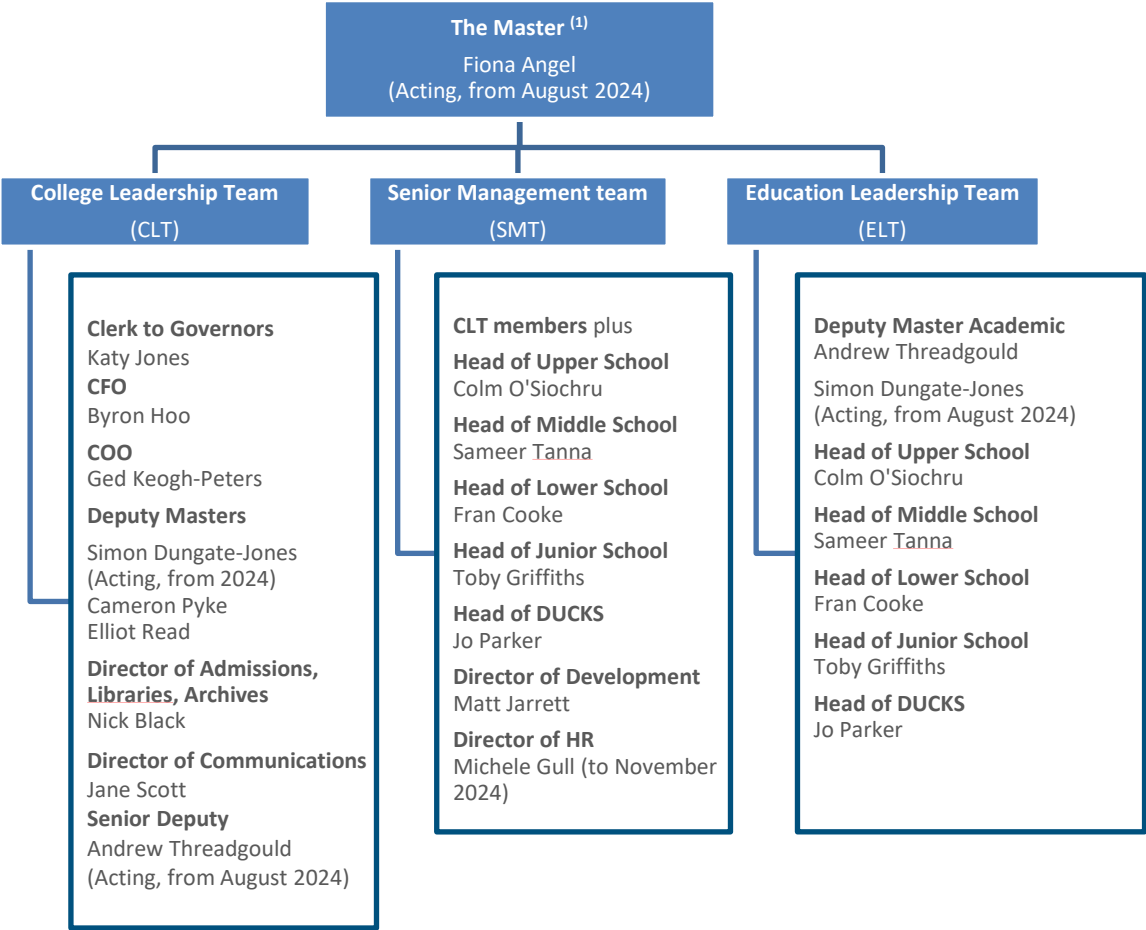 The Master (1)
Fiona Angel
(Acting, from August 2024)
College Leadership Team
(CLT)
Senior Management team
(SMT)
Education Leadership Team
(ELT)
Clerk to Governors
Katy Jones
CFO
Byron Hoo
COO
Ged Keogh-Peters
Deputy Masters
Simon Dungate-Jones
(Acting, from 2024)
Cameron Pyke
Elliot Read
Director of Admissions,
Libraries, Archives
Nick Black
Director of Communications
Jane Scott
Senior Deputy
Andrew Threadgould
(Acting, from August 2024)
CLT members plus
Head of Upper School
Colm O'Siochru
Head of Middle School
Sameer Tanna
Head of Lower School
Fran Cooke
Head of Junior School
Toby Griffiths
Head of DUCKS
Jo Parker
Director of Development
Matt Jarrett
Director of HR
Michele Gull (to November
2024)
Deputy Master Academic
Andrew Threadgould
Simon Dungate-Jones
(Acting, from August 2024)
Head of Upper School
Colm O'Siochru
Head of Middle School
Sameer Tanna
Head of Lower School
Fran Cooke
Head of Junior School
Toby Griffiths
Head of DUCKS
Jo Parker